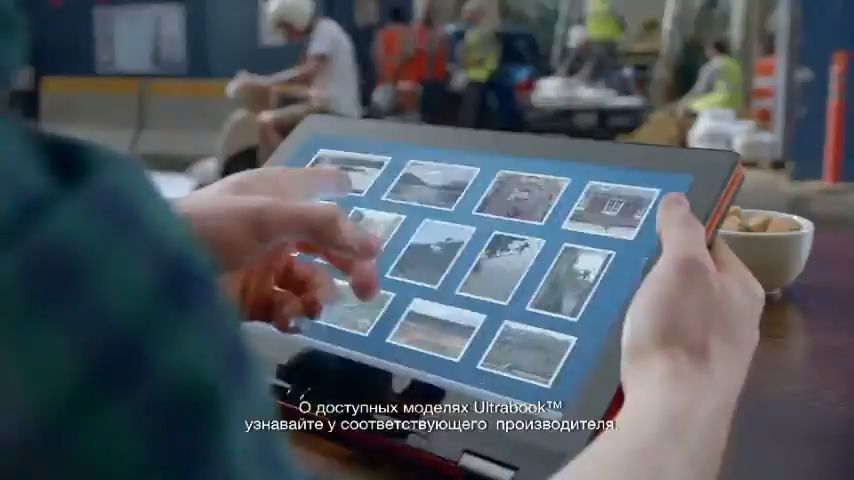 О доступных моделях Ultrabook™
узнавайте у соответствующего производителя.